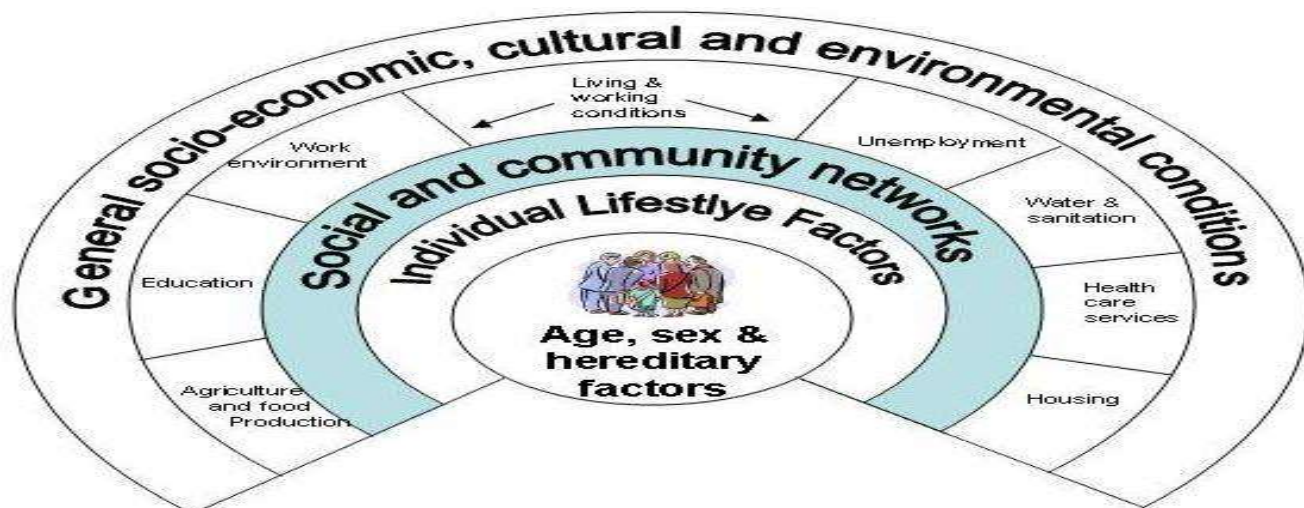 General socio-economic, cultural and environmental conditions
Living &
working
conditions
Work
environment
Unemployment
Education
Water &
sanitation
Agriculture
and food
Production
Health
care
services
Housing
Social and community networks
Individual Lifestlye Factors
Age, sex &
hereditary
factors